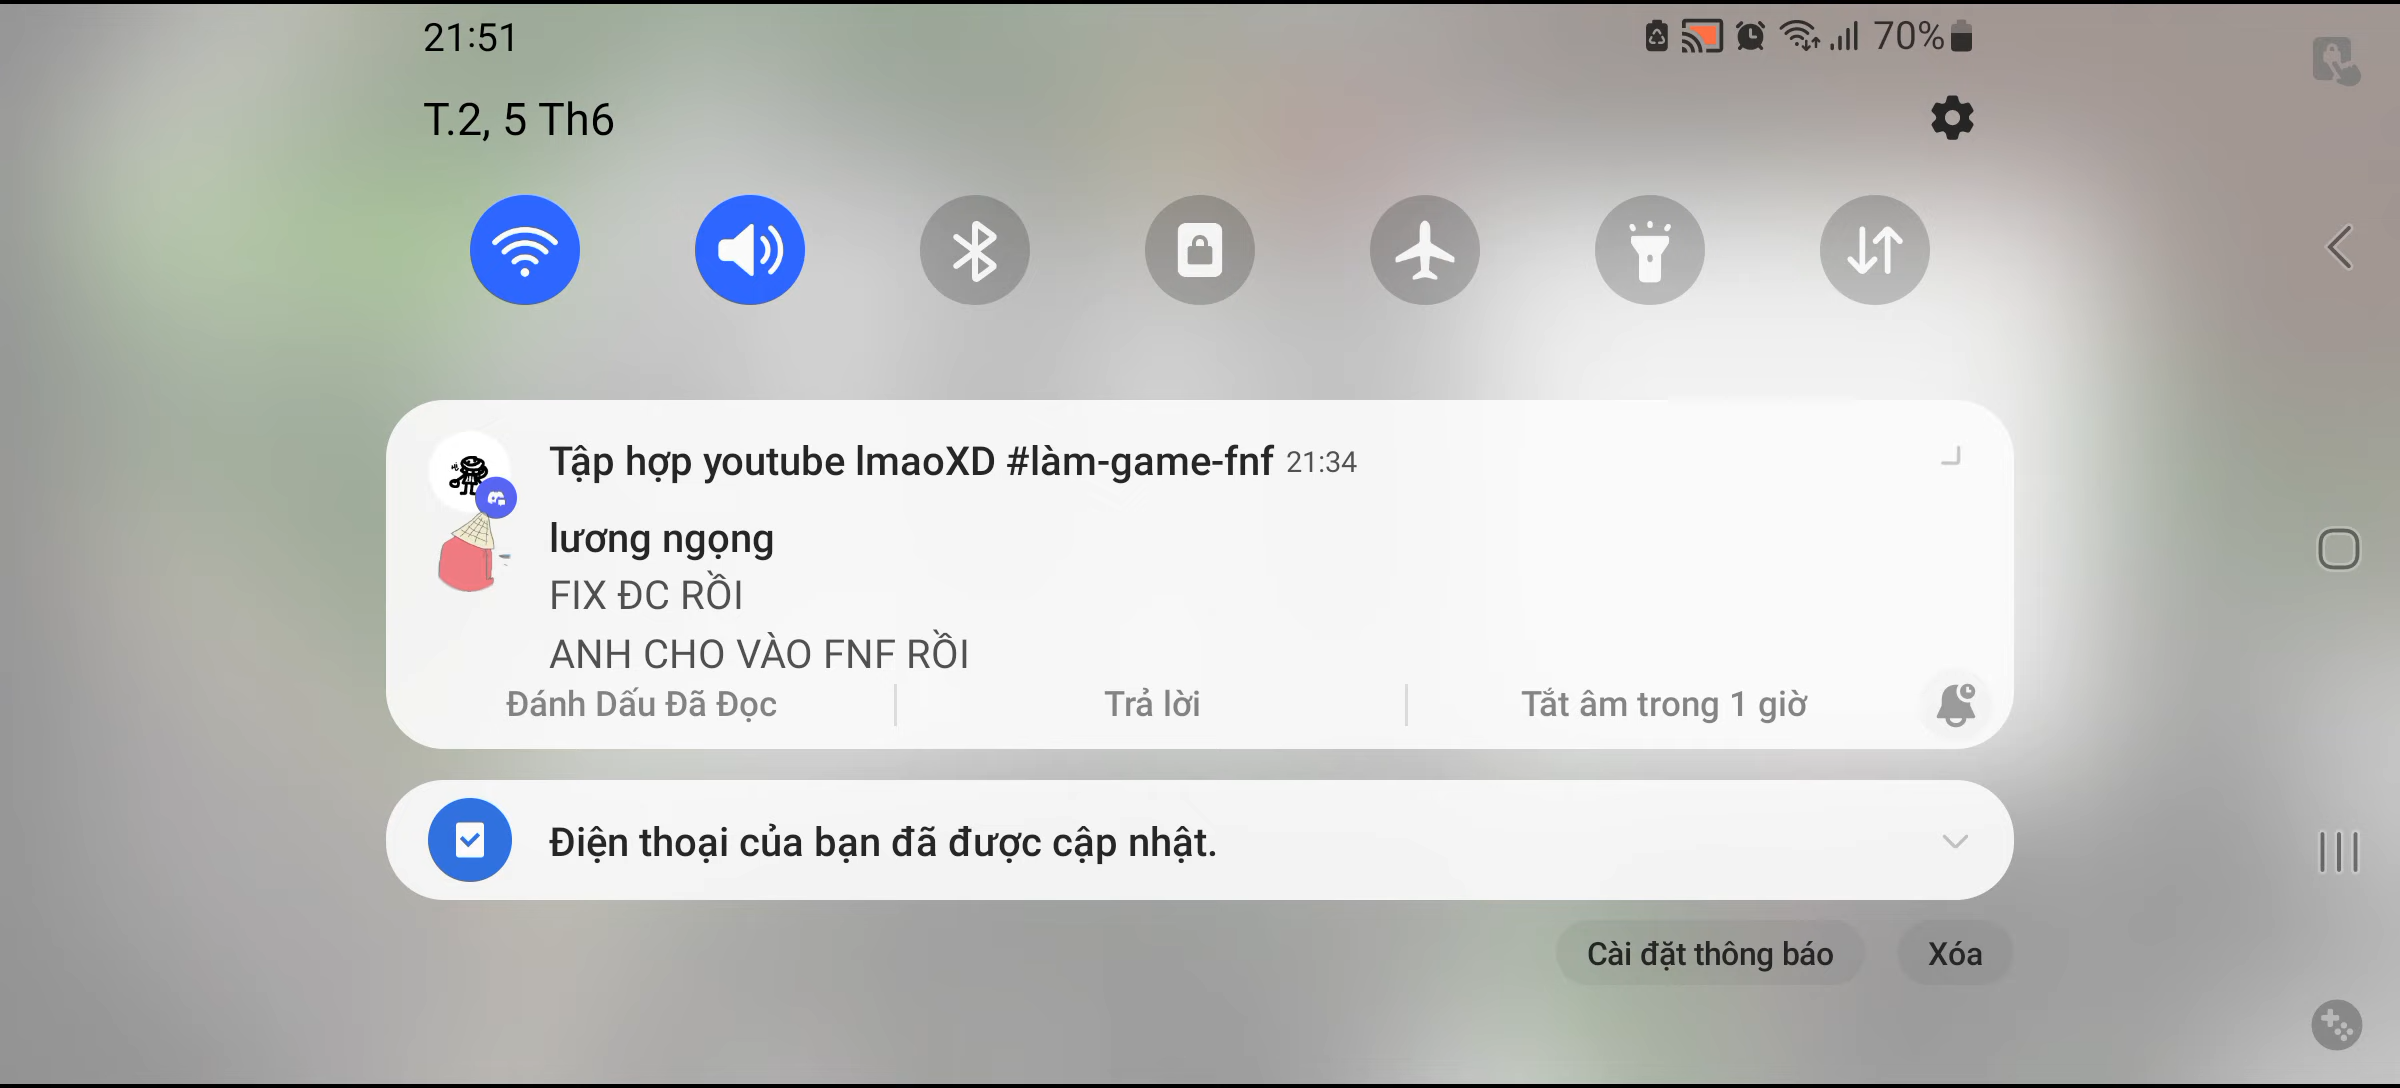 21:51
70%
T.2, 5 Th6
Tập hợp youtube lmaoXD #làm-game-fnf 21:34
lương ngọng
FIX ĐC RỒI
ANH CHO VÀO FNF RỒI
Đánh Dấu Đã Đọc
Trả lời
Tắt âm trong 1 giờ
Điện thoại của bạn đã được cập nhật.
Cài đặt thông báo
Xóa